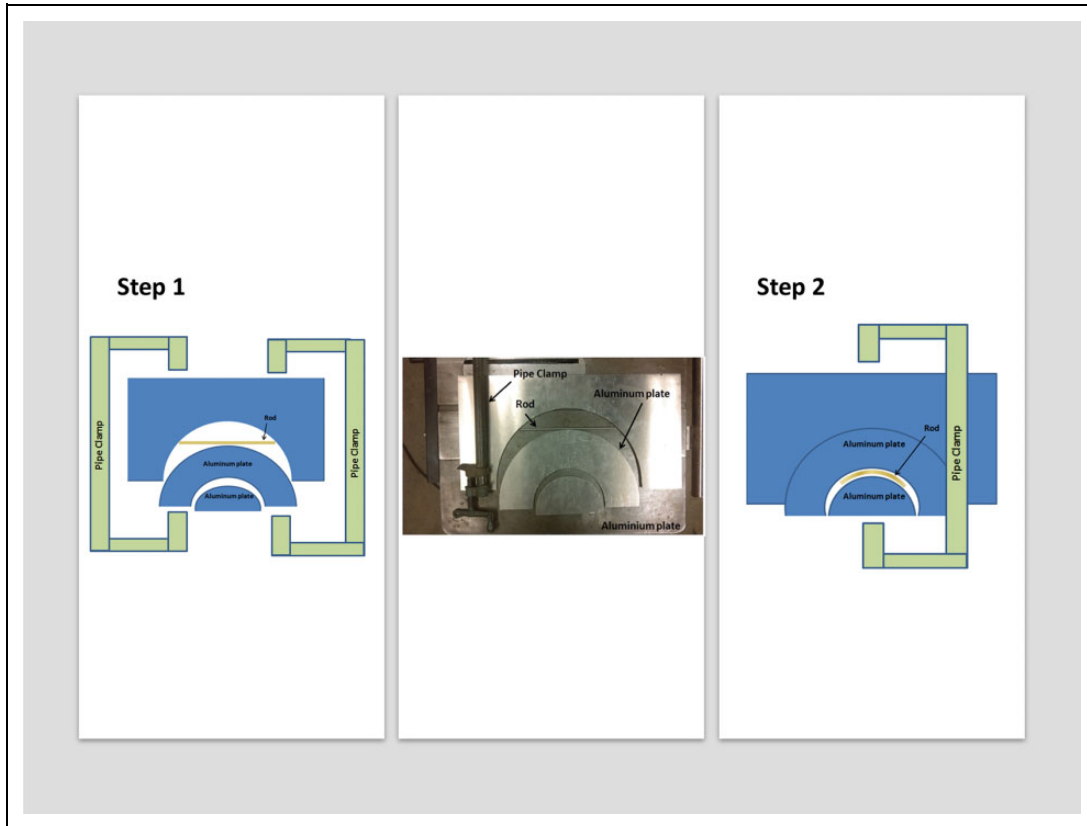 Step 1
Pipe Clamp
Rod
Aluminum plate
Aluminum plate
Pipe Clamp
Pipe Clamp
Rod
Aluminum plate
Aluminium plate
Step 2
Aluminum plate
Rod
Aluminum plate
Pipe Clamp